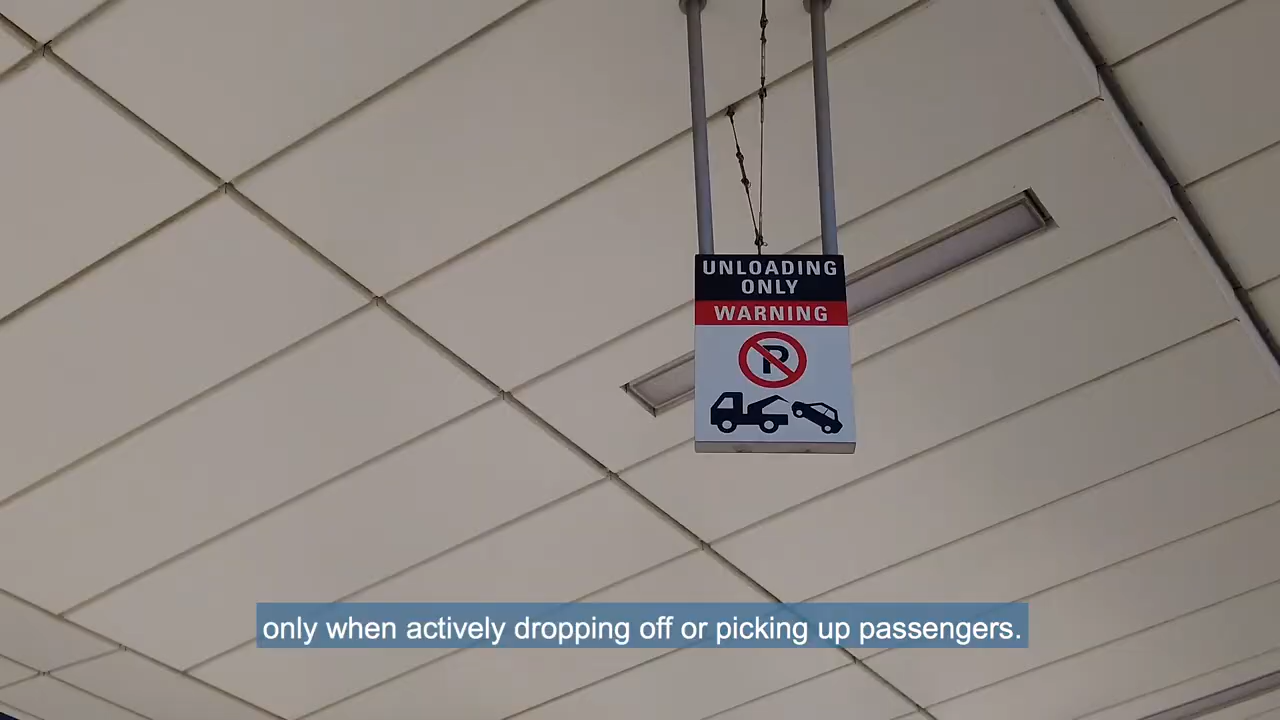 UNLOADING
ONLY
WARNING
P
only when actively dropping off or picking up passengers.